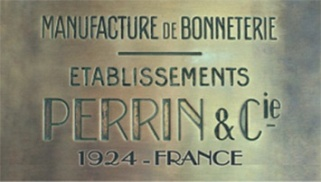 MANUFACTURE DE BONNETERIE
ETABLISSEMENTS
PERRIN & Cie
1924 - FRANCE